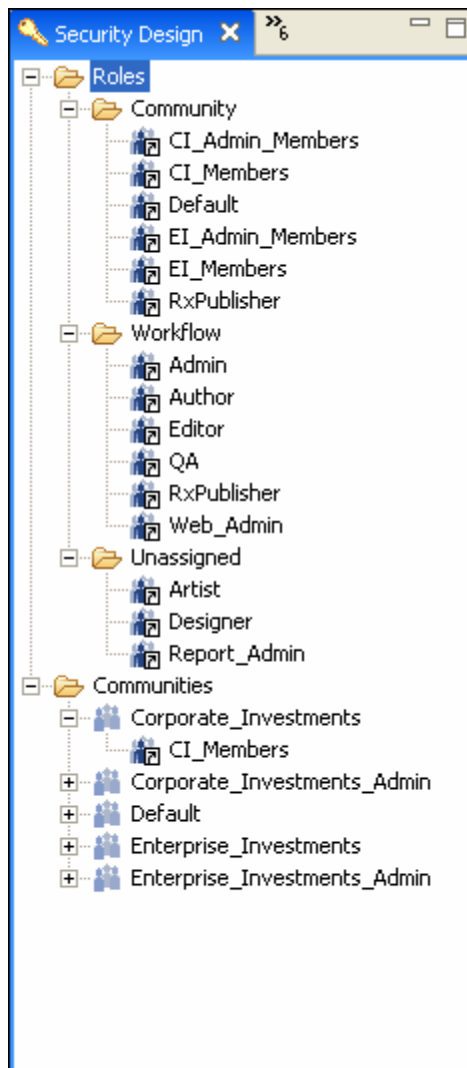 Security Design
»6
Roles
Community
CI_Admin_Members
CI_Members
Default
EI_Admin_Members
EI_Members
RxPublisher
Workflow
Admin
Author
Editor
QA
RxPublisher
Web_Admin
Unassigned
Artist
Designer
Report_Admin
Communities
Corporate_Investments
CI_Members
Corporate_Investments_Admin
Default
Enterprise_Investments
Enterprise_Investments_Admin